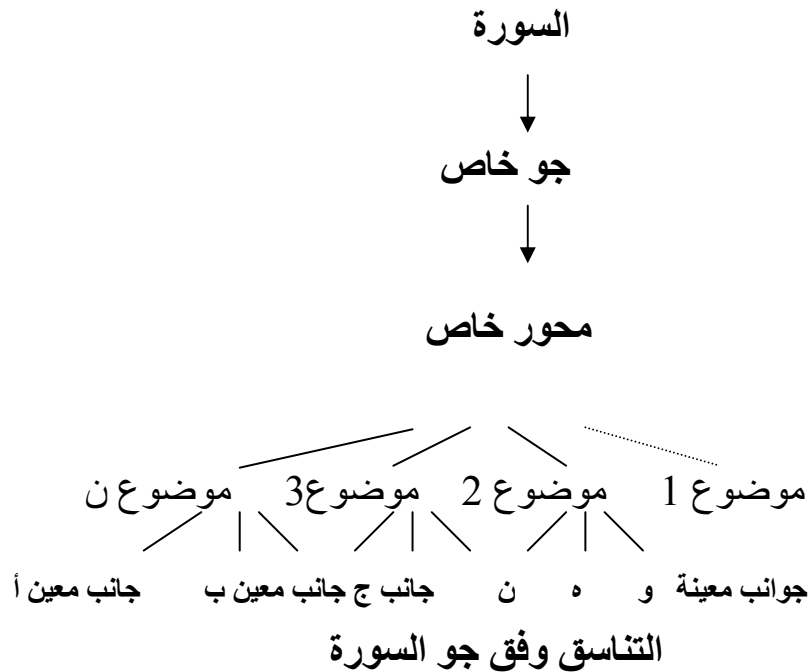 السورة
جو خاص
محور خاص
موضوع 1 موضوع 2 موضوع3 موضوع ن
جوانب معينة و ه ن جانب ج جانب معين ب جانب معين أ
التناسق وفق جو السورة